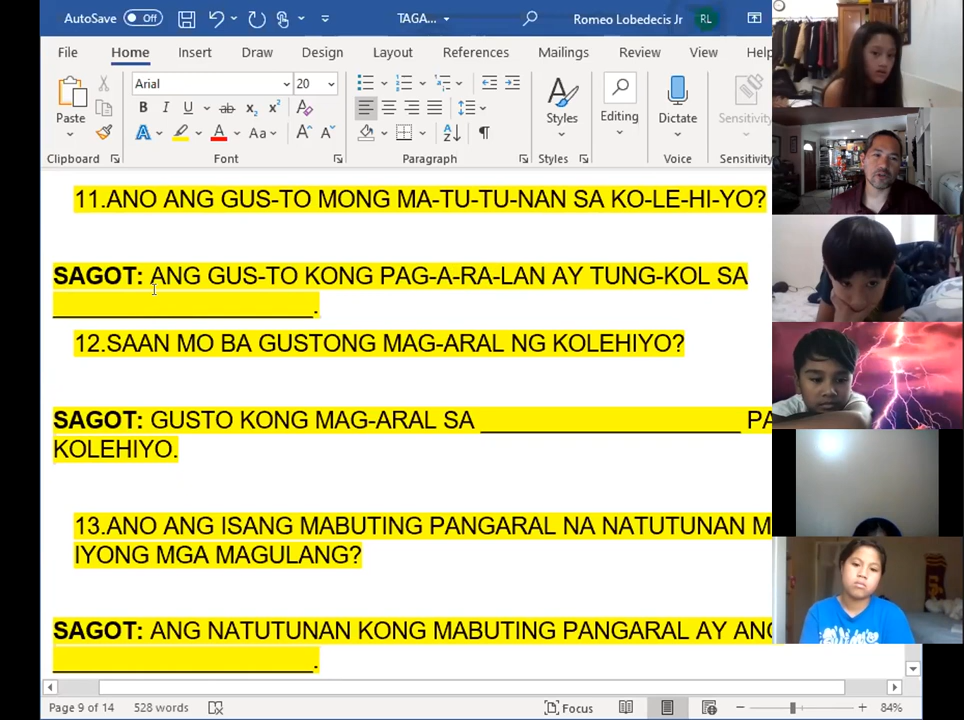 AutoSave Off TAGA... Romeo Lobedecis Jr RL
File Home Insert Draw Design Layout References Mailings Review View Help
Arial 20
Paste Styles Editing Dictate Sensitivity
Clipboard Font Paragraph Styles Voice Sensitivity
11.ANO ANG GUS-TO MONG MA-TU-TU-NAN SA KO-LE-HI-YO?
SAGOT: ANG GUS-TO KONG PAG-A-RA-LAN AY TUNG-KOL SA
____________________.
12.SAAN MO BA GUSTONG MAG-ARAL NG KOLEHIYO?
SAGOT: GUSTO KONG MAG-ARAL SA ____________________ PA
KOLEHIYO.
13.ANO ANG ISANG MABUTING PANGARAL NA NATUTUNAN M
IYONG MGA MAGULANG?
SAGOT: ANG NATUTUNAN KONG MABUTING PANGARAL AY ANG
____________________.
Page 9 of 14 528 words Focus 84%